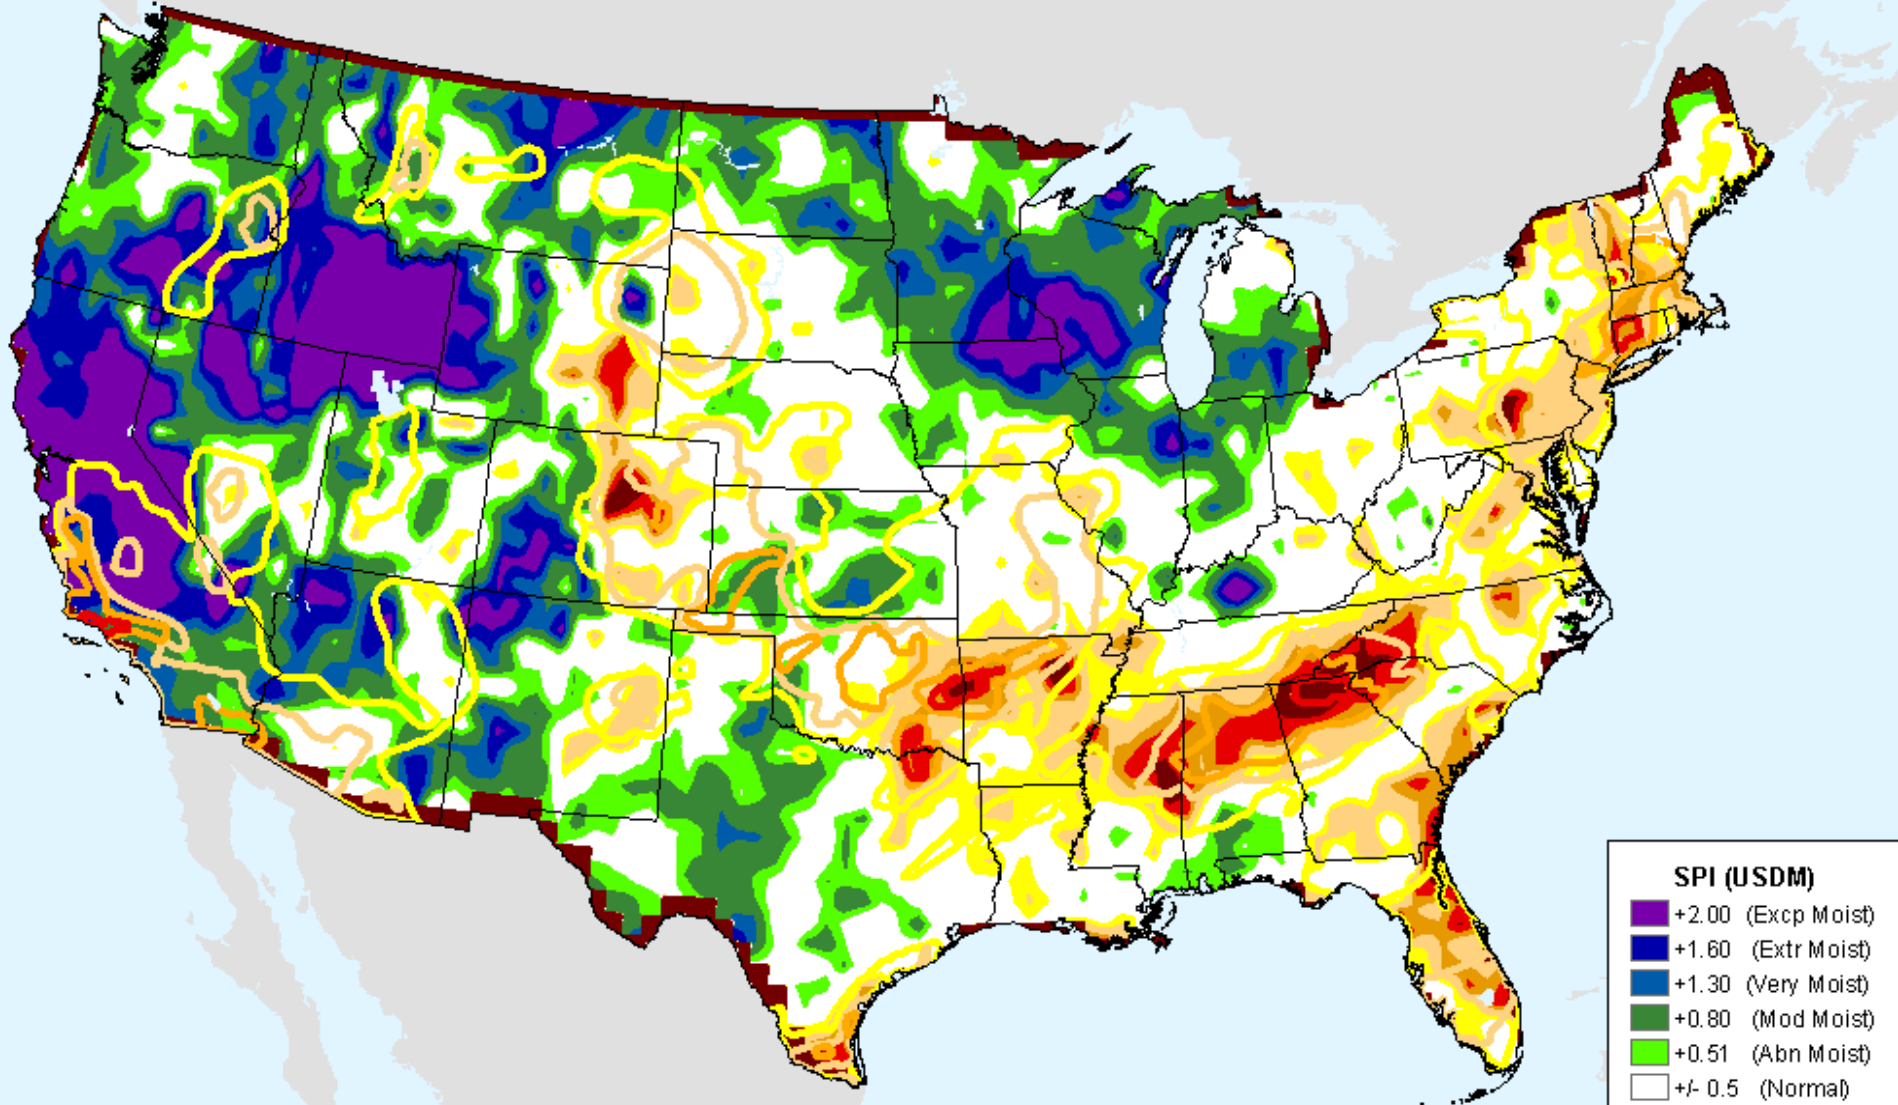 SPI (USDM)
+2.00 (Excp Moist)
+1.60 (Extr Moist)
+1.30 (Very Moist)
+0.80 (Mod Moist)
+0.51 (Abn Moist)
+/- 0.5 (Normal)